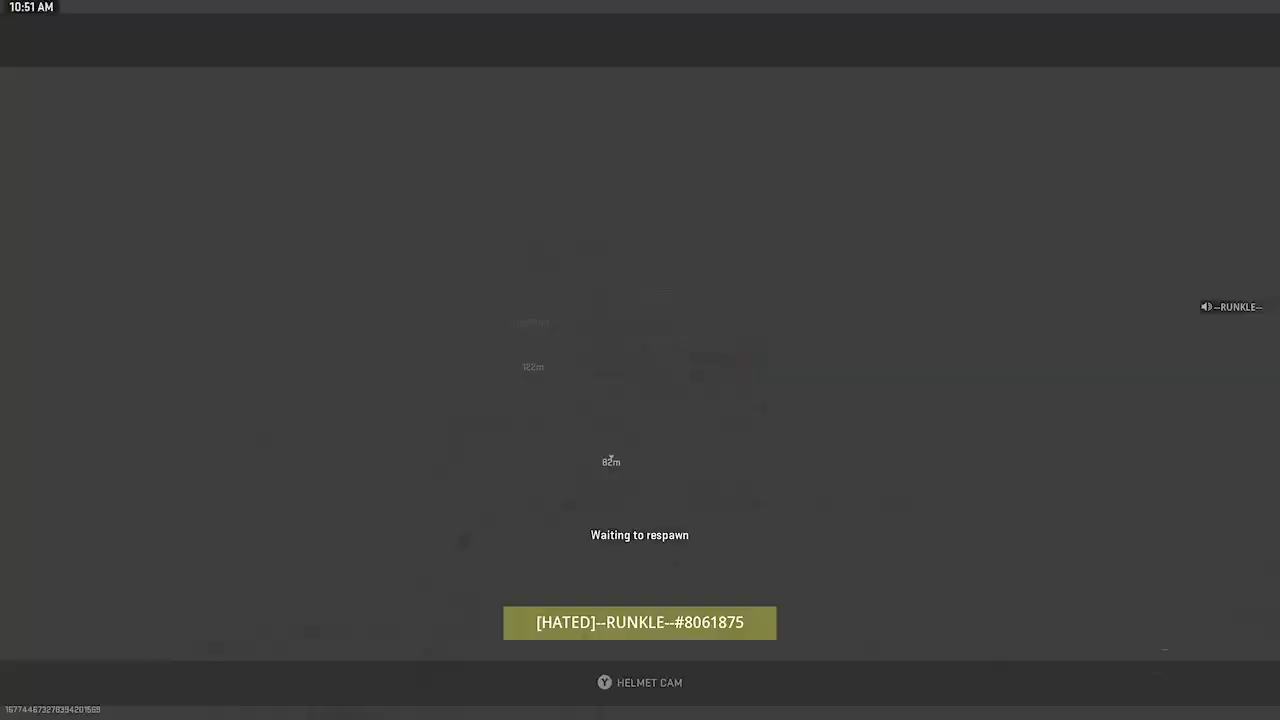 10:51 AM
--RUNKLE--
122m
82m
Waiting to respawn
[HATED]--RUNKLE--#8061875
Y HELMET CAM